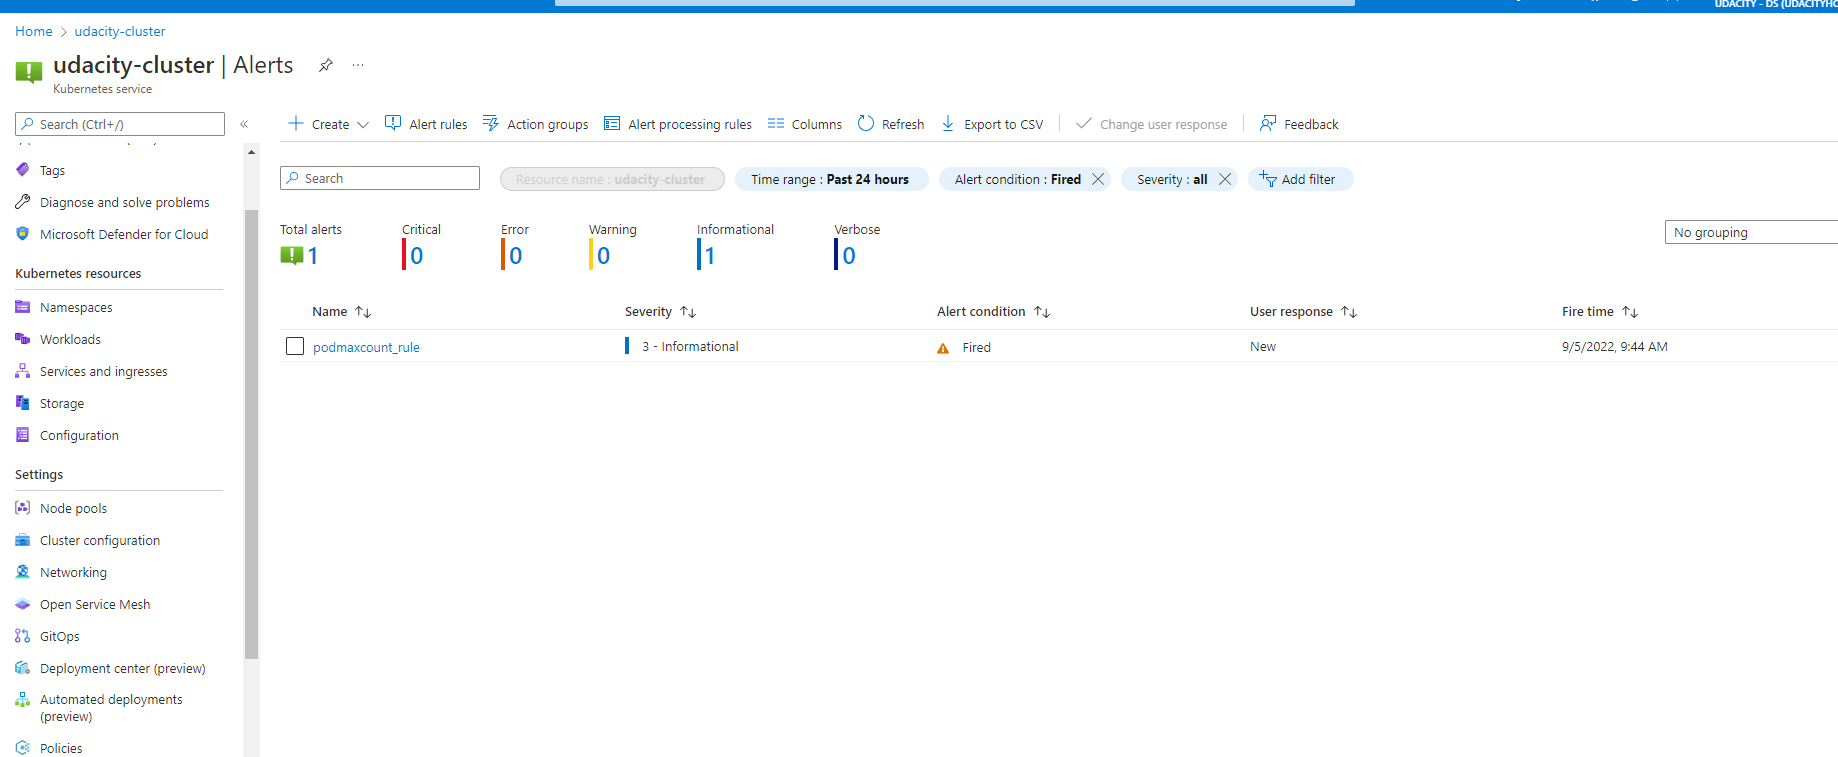 UDACITY - DS (UDACITYHO
Home > udacity-cluster
udacity-cluster | Alerts
Kubernetes service
Search (Ctrl+/)
«
Create
Alert rules
Action groups
Alert processing rules
Columns
Refresh
Export to CSV
Change user response
Feedback
Tags
Diagnose and solve problems
Microsoft Defender for Cloud
Kubernetes resources
Namespaces
Workloads
Services and ingresses
Storage
Configuration
Settings
Node pools
Cluster configuration
Networking
Open Service Mesh
GitOps
Deployment center (preview)
Automated deployments
(preview)
Policies
Search
Resource name : udacity-cluster
Time range : Past 24 hours
Alert condition : Fired
Severity : all
Add filter
Total alerts
1
Critical
0
Error
0
Warning
0
Informational
1
Verbose
0
No grouping
Name
Severity
Alert condition
User response
Fire time
podmaxcount_rule
3 - Informational
Fired
New
9/5/2022, 9:44 AM